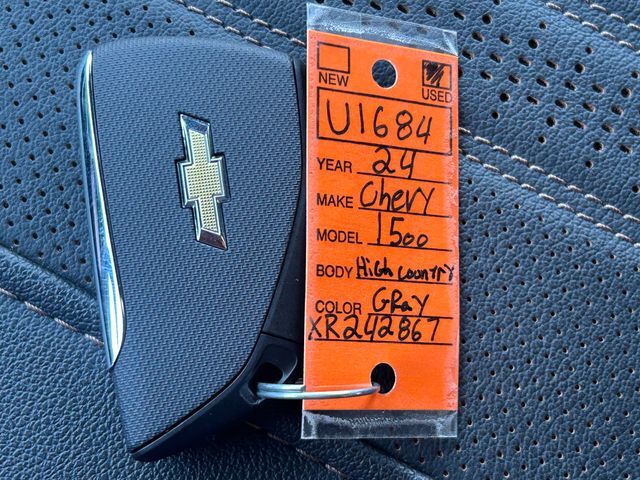 NEW USED
U1684
YEAR 24
MAKE Chevy
MODEL 1500
BODY High Country
COLOR GRay
XR242867